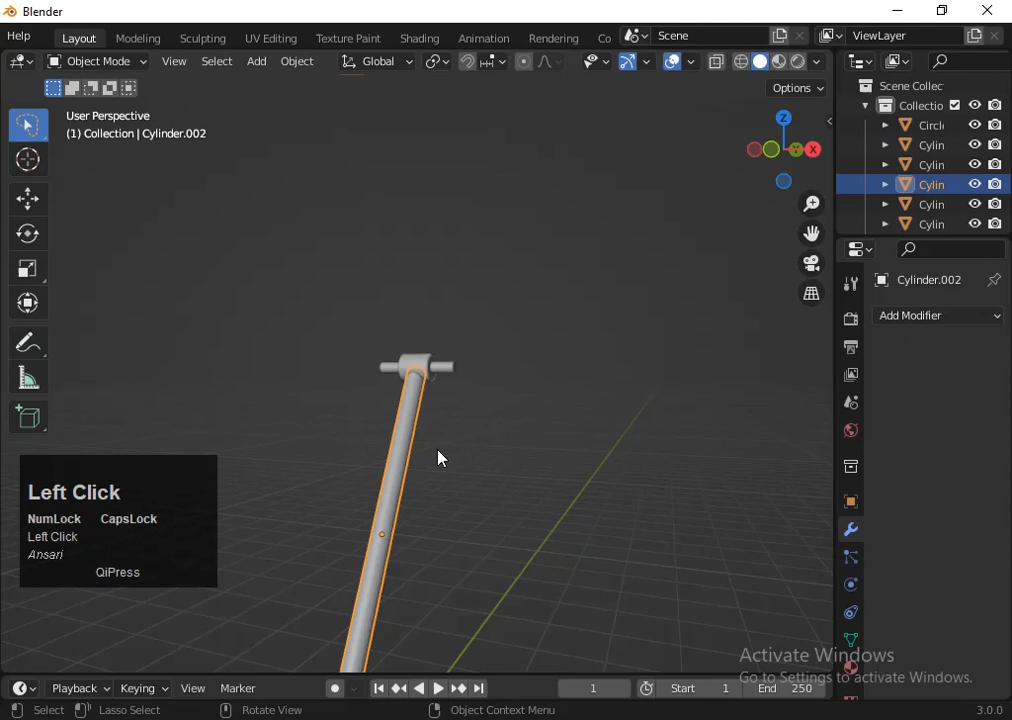 Blender
Help Layout Modeling Sculpting UV Editing Texture Paint Shading Animation Rendering Co Scene ViewLayer
Object Mode View Select Add Object Global
Options
User Perspective
(1) Collection | Cylinder.002
Z
X
Y
Scene Collec
Collectio
Circl
Cylin
Cylin
Cylin
Cylin
Cylin
Cylinder.002
Add Modifier
Left Click
NumLock CapsLock
Left Click
Ansari
QiPress
Activate Windows
Go to Settings to activate Windows.
Playback Keying View Marker 1 Start 1 End 250
Select Lasso Select Rotate View Object Context Menu 3.0.0